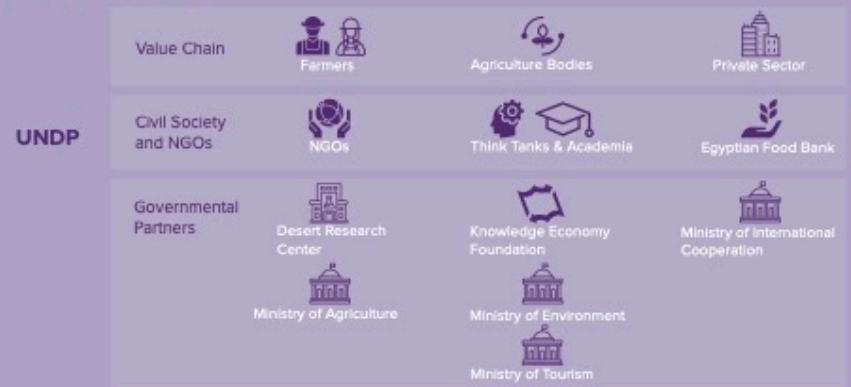 UNDP
Value Chain
Farmers
Agriculture Bodies
Private Sector
Civil Society
and NGOs
NGOs
Think Tanks & Academia
Egyptian Food Bank
Governmental
Partners
Desert Research
Center
Knowledge Economy
Foundation
Ministry of International
Cooperation
Ministry of Agriculture
Ministry of Environment
Ministry of Tourism